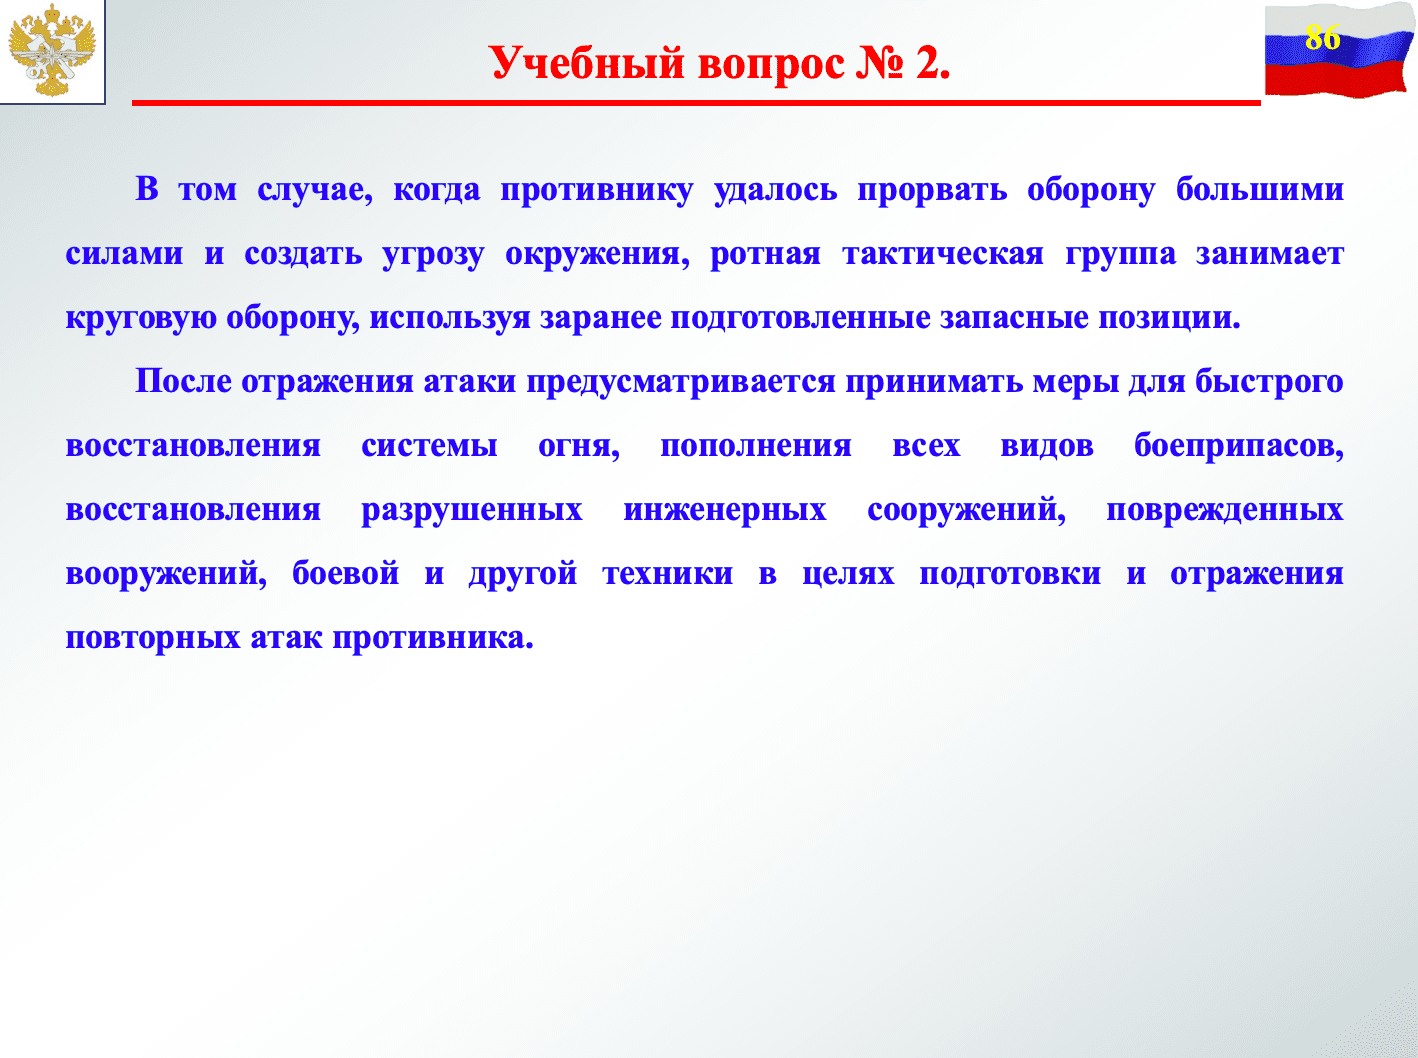 86
Учебный вопрос № 2.
В том случае, когда противнику удалось прорвать оборону большими
силами и создать угрозу окружения, ротная тактическая группа занимает
круговую оборону, используя заранее подготовленные запасные позиции.
После отражения атаки предусматривается принимать меры для быстрого
восстановления системы огня, пополнения всех видов боеприпасов,
восстановления разрушенных инженерных сооружений, поврежденных
вооружений, боевой и другой техники в целях подготовки и отражения
повторных атак противника.